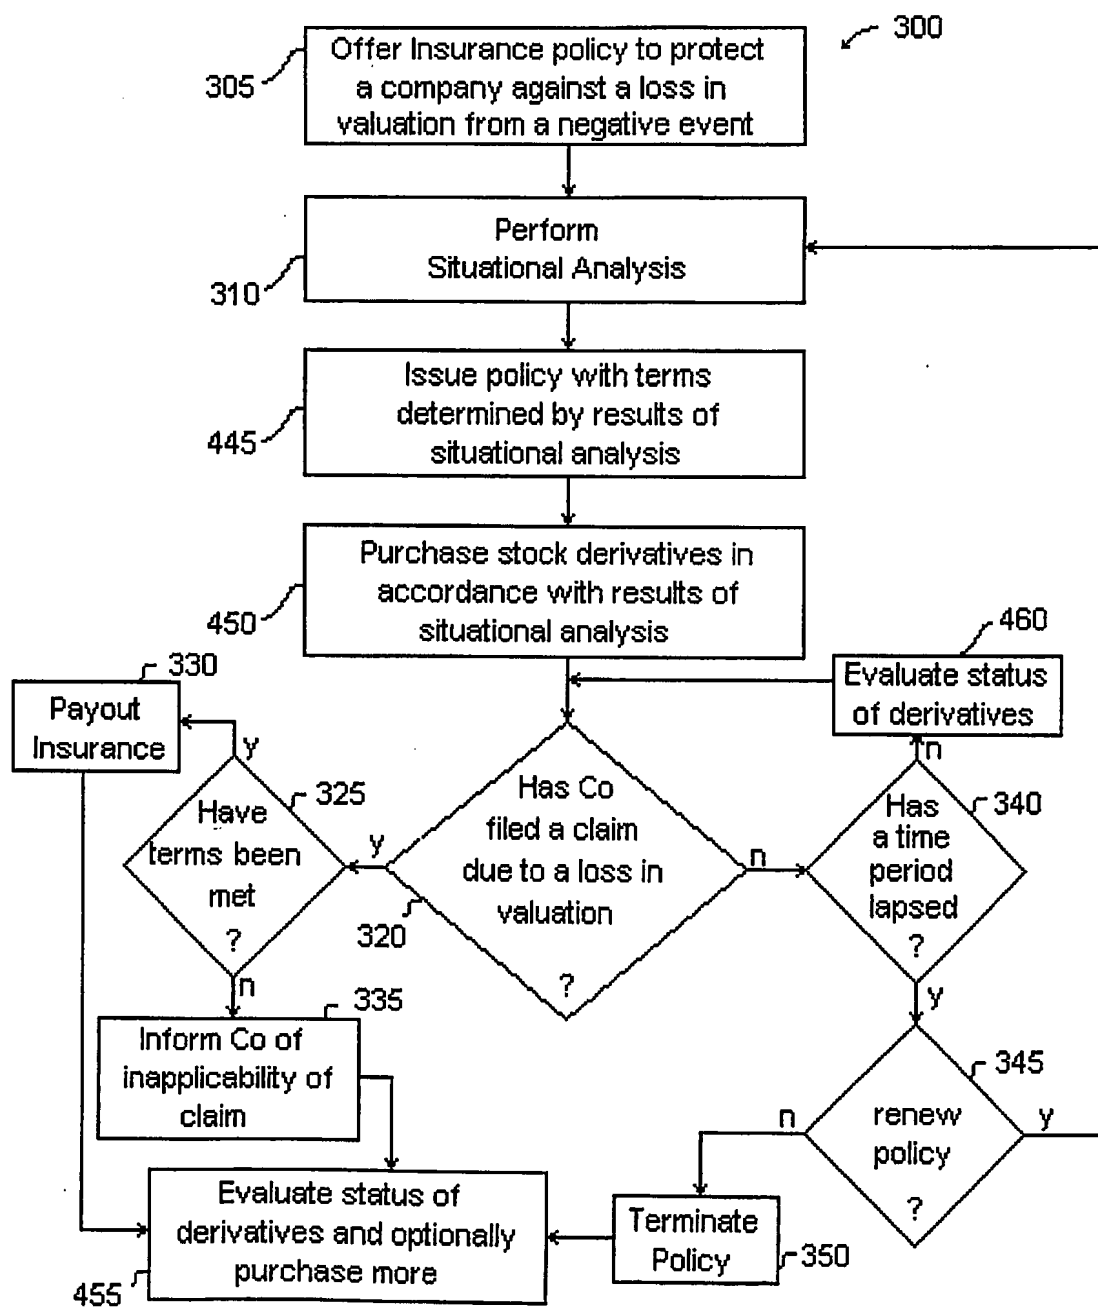 300
Offer Insurance policy to protect
a company against a loss in
valuation from a negative event
305
Perform
Situational Analysis
310
Issue policy with terms
determined by results of
situational analysis
445
Purchase stock derivatives in
accordance with results of
situational analysis
450
460
Evaluate status
of derivatives
n
330
Payout
Insurance
y
325
Have
terms been
met
?
n
y
Has Co
filed a claim
due to a loss in
valuation
?
320
n
340
Has
a time
period
lapsed
?
y
335
Inform Co of
inapplicability of
claim
345
renew
policy
?
n
y
Evaluate status of
derivatives and optionally
purchase more
455
Terminate
Policy
350